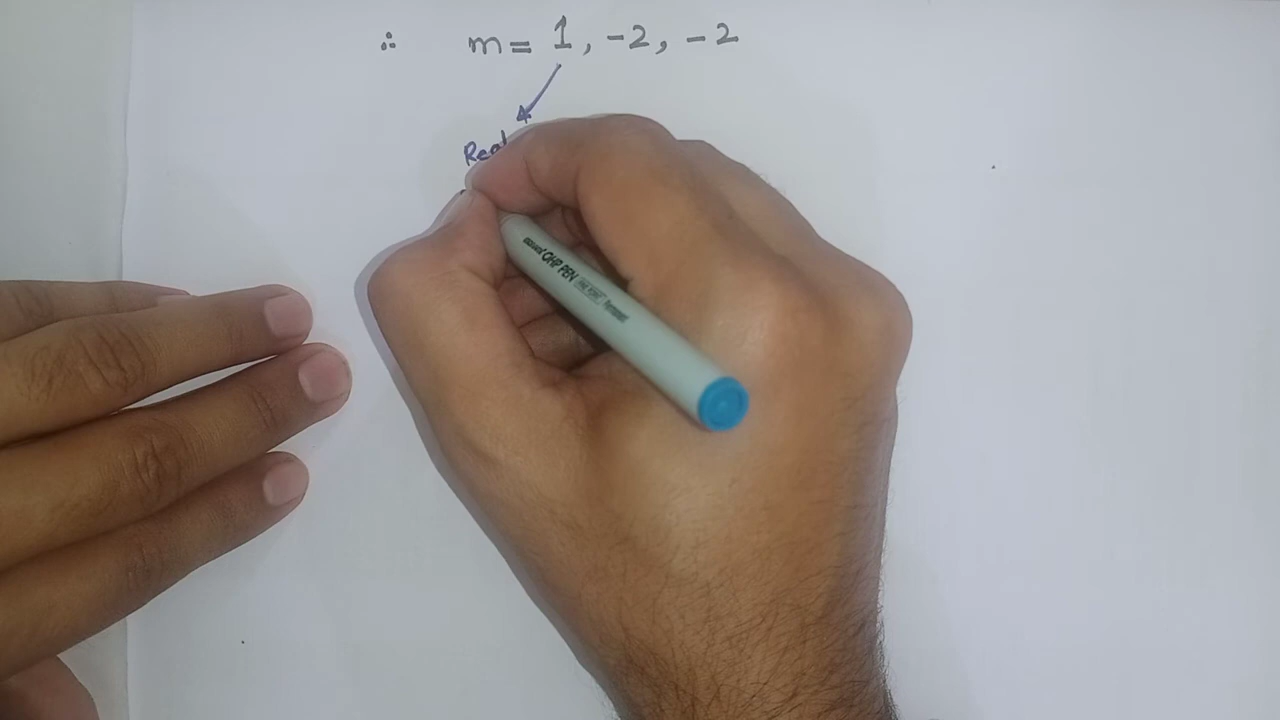 ∴ m = 1, -2, -2
Real
OHP PEN